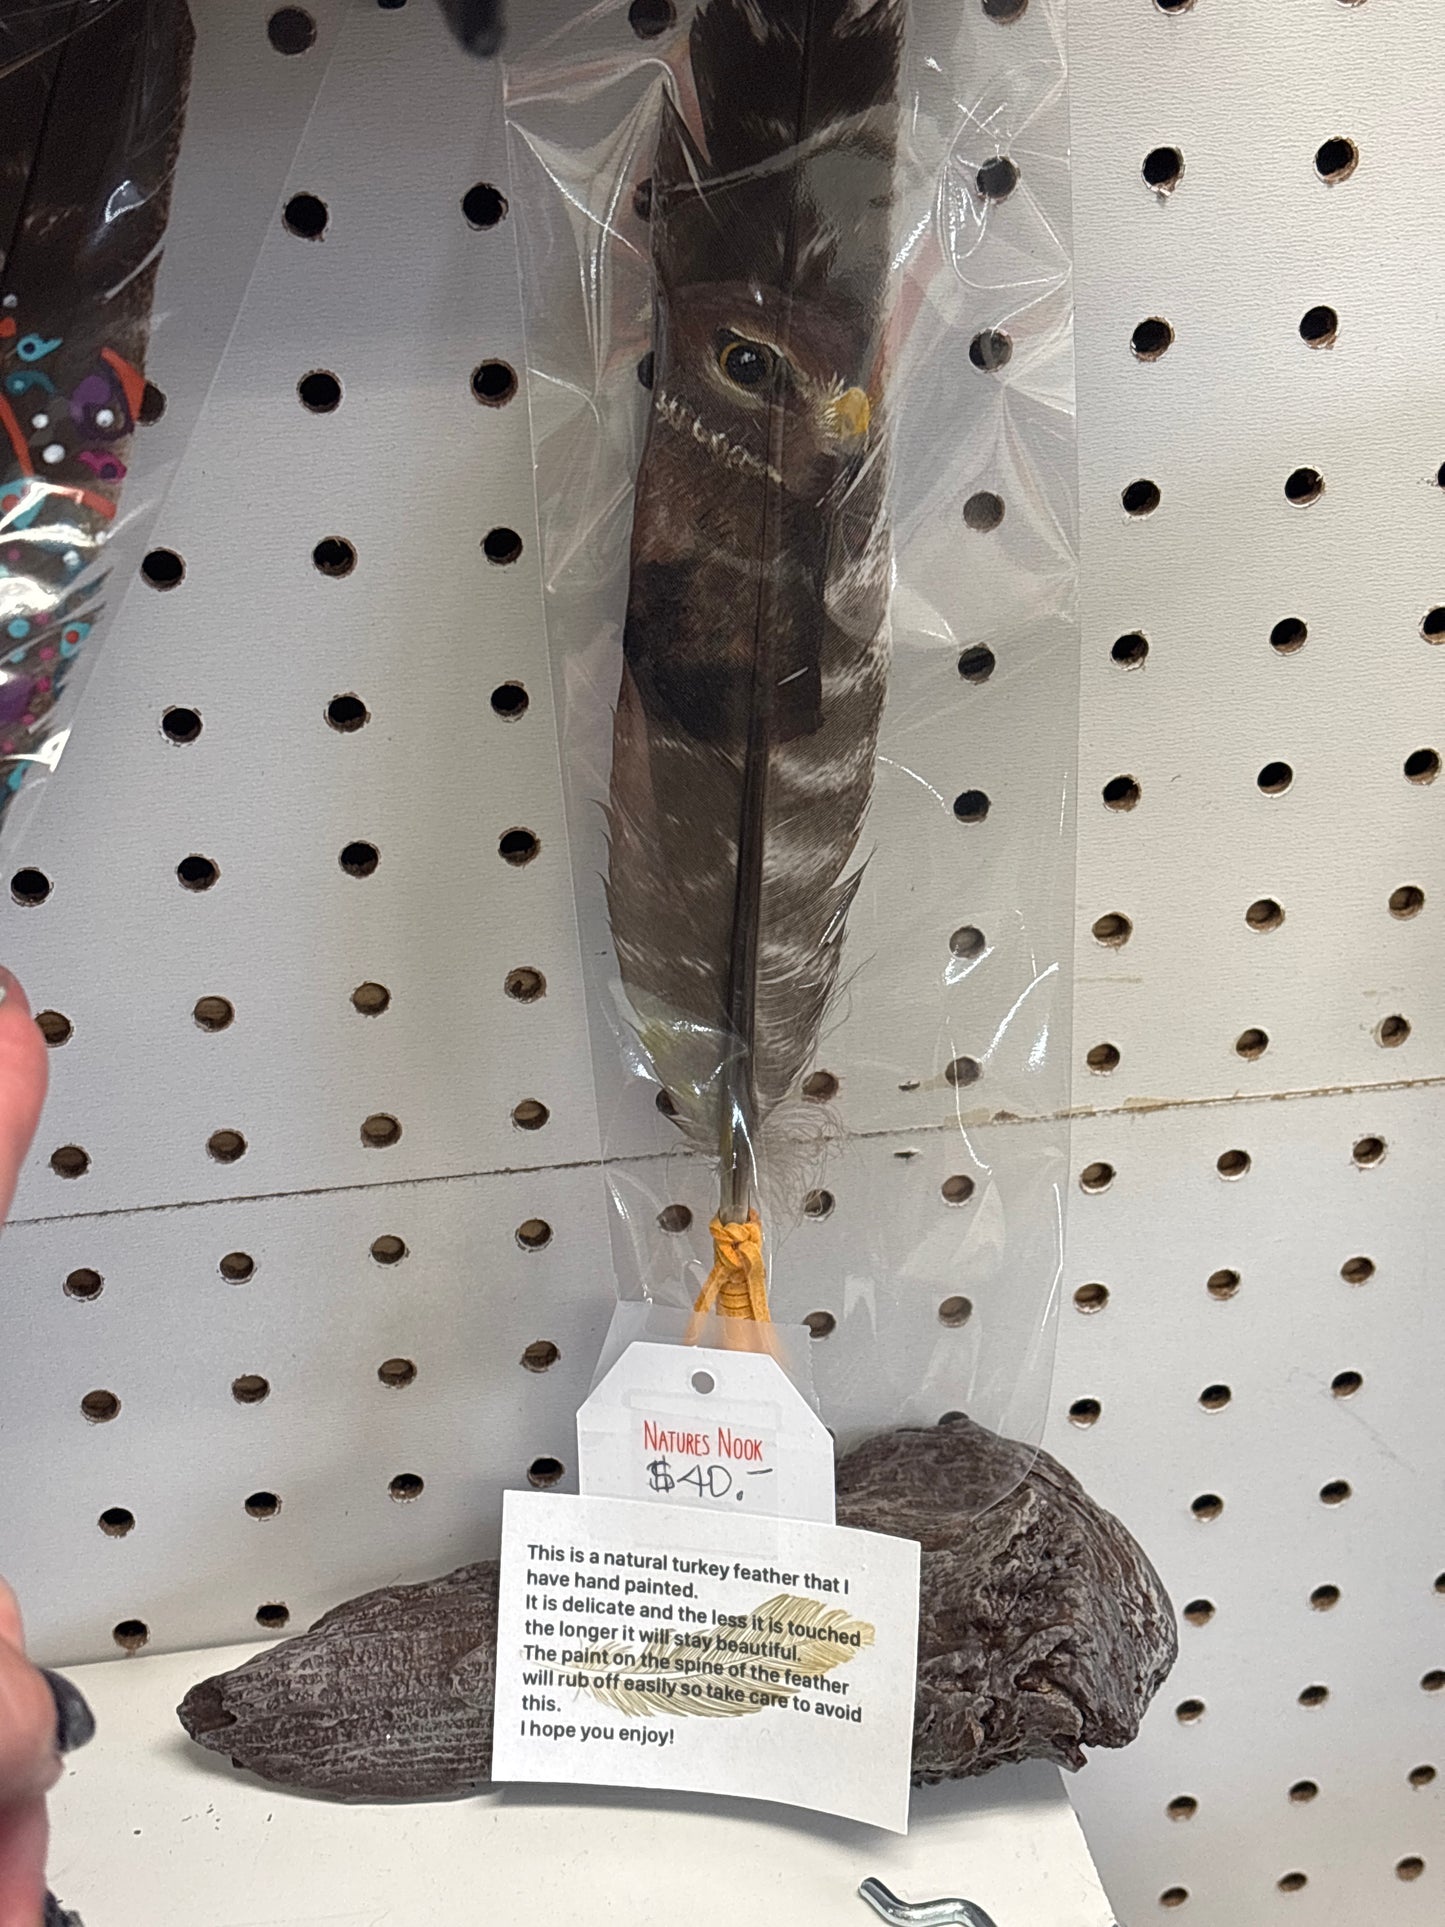 NATURES NOOK
$40.-
This is a natural turkey feather that I
have hand painted.
It is delicate and the less it is touched
the longer it will stay beautiful.
The paint on the spine of the feather
will rub off easily so take care to avoid
this.
I hope you enjoy!